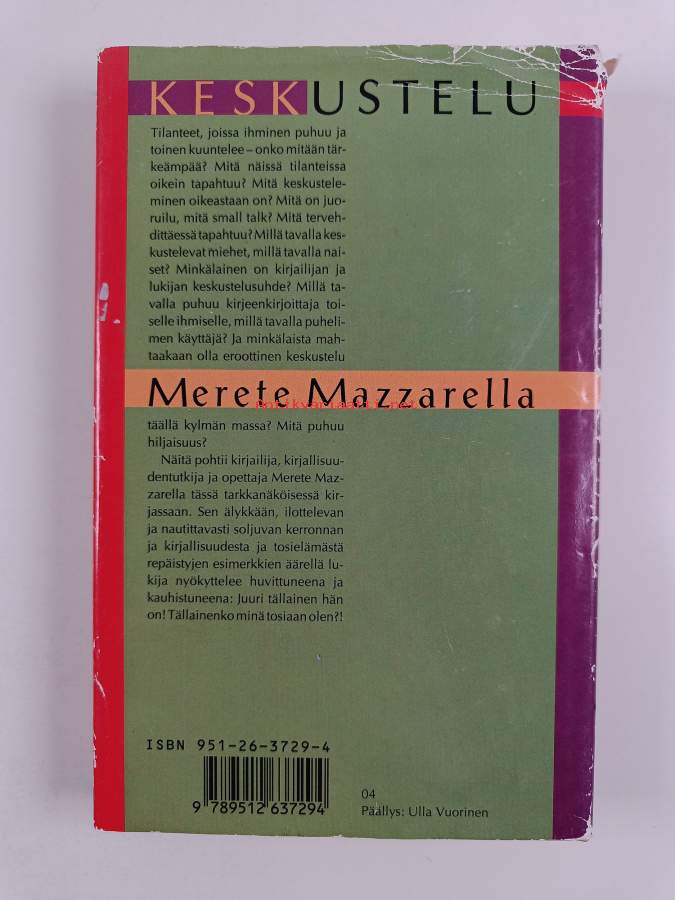 KESKUSTELU
Tilanteet, joissa ihminen puhuu ja
toinen kuuntelee – onko mitään tär-
keämpää? Mitä näissä tilanteissa
oikein tapahtuu? Mitä keskustele-
minen oikeastaan on? Mitä on juo-
ruilu, mitä small talk? Mitä terveh-
dittäessä tapahtuu? Millä tavalla kes-
kustelevat miehet, millä tavalla nai-
set? Minkälainen on kirjailijan ja
lukijan keskustelusuhde? Millä ta-
valla puhuu kirjeenkirjoittaja toi-
selle ihmiselle, millä tavalla puheli-
men käyttäjä? Ja minkälaista mah-
taakaan olla eroottinen keskustelu
Merete Mazzarella
Antikvariaatti.net
täällä kylmän massa? Mitä puhuu
hiljaisuus?
Näitä pohtii kirjailija, kirjallisuu-
dentutkija ja opettaja Merete Maz-
zarella tässä tarkkanäköisessä kir-
jassaan. Sen älykkään, ilottelevan
ja nautittavasti soljuvan kerronnan
ja kirjallisuudesta ja tosielämästä
repäistyjen esimerkkien äärellä lu-
kija nyökyttelee huvittuneena ja
kauhistuneena: Juuri tällainen hän
on! Tällainenko minä tosiaan olen?!
ISBN 951-26-3729-4
9 789512 637294
04
Päällys: Ulla Vuorinen